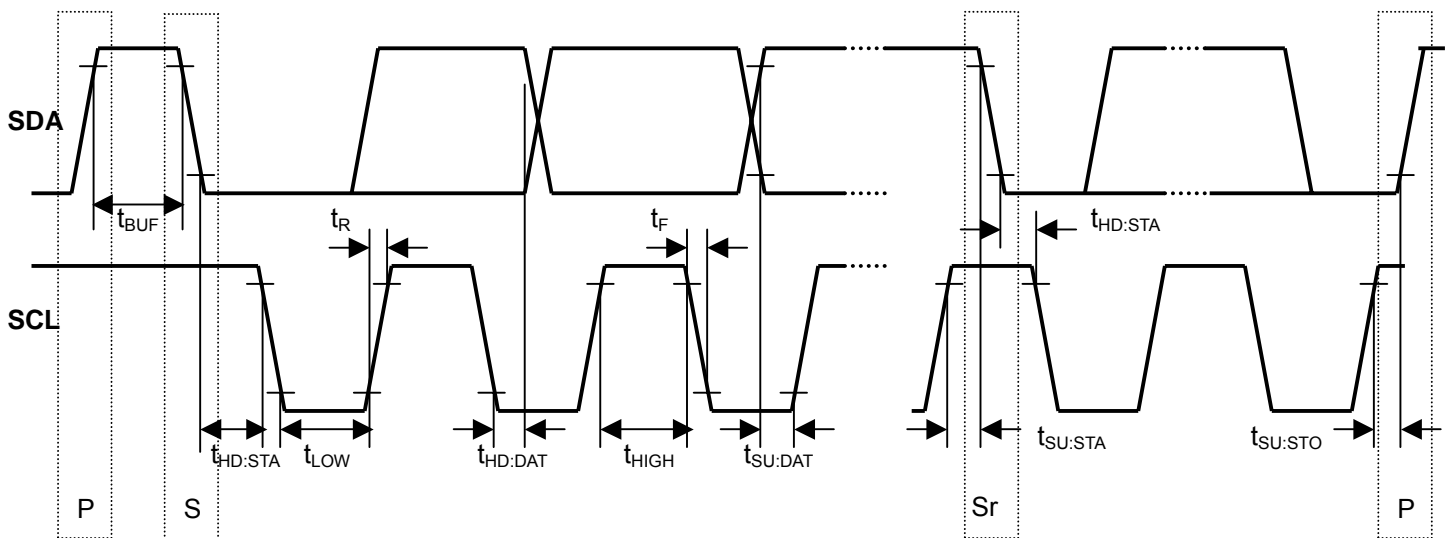 SDA
tBUF
tR
tF
tHD:STA
SCL
tHD:STA
tLOW
tHD:DAT
tHIGH
tSU:DAT
tSU:STA
tSU:STO
P
S
Sr
P